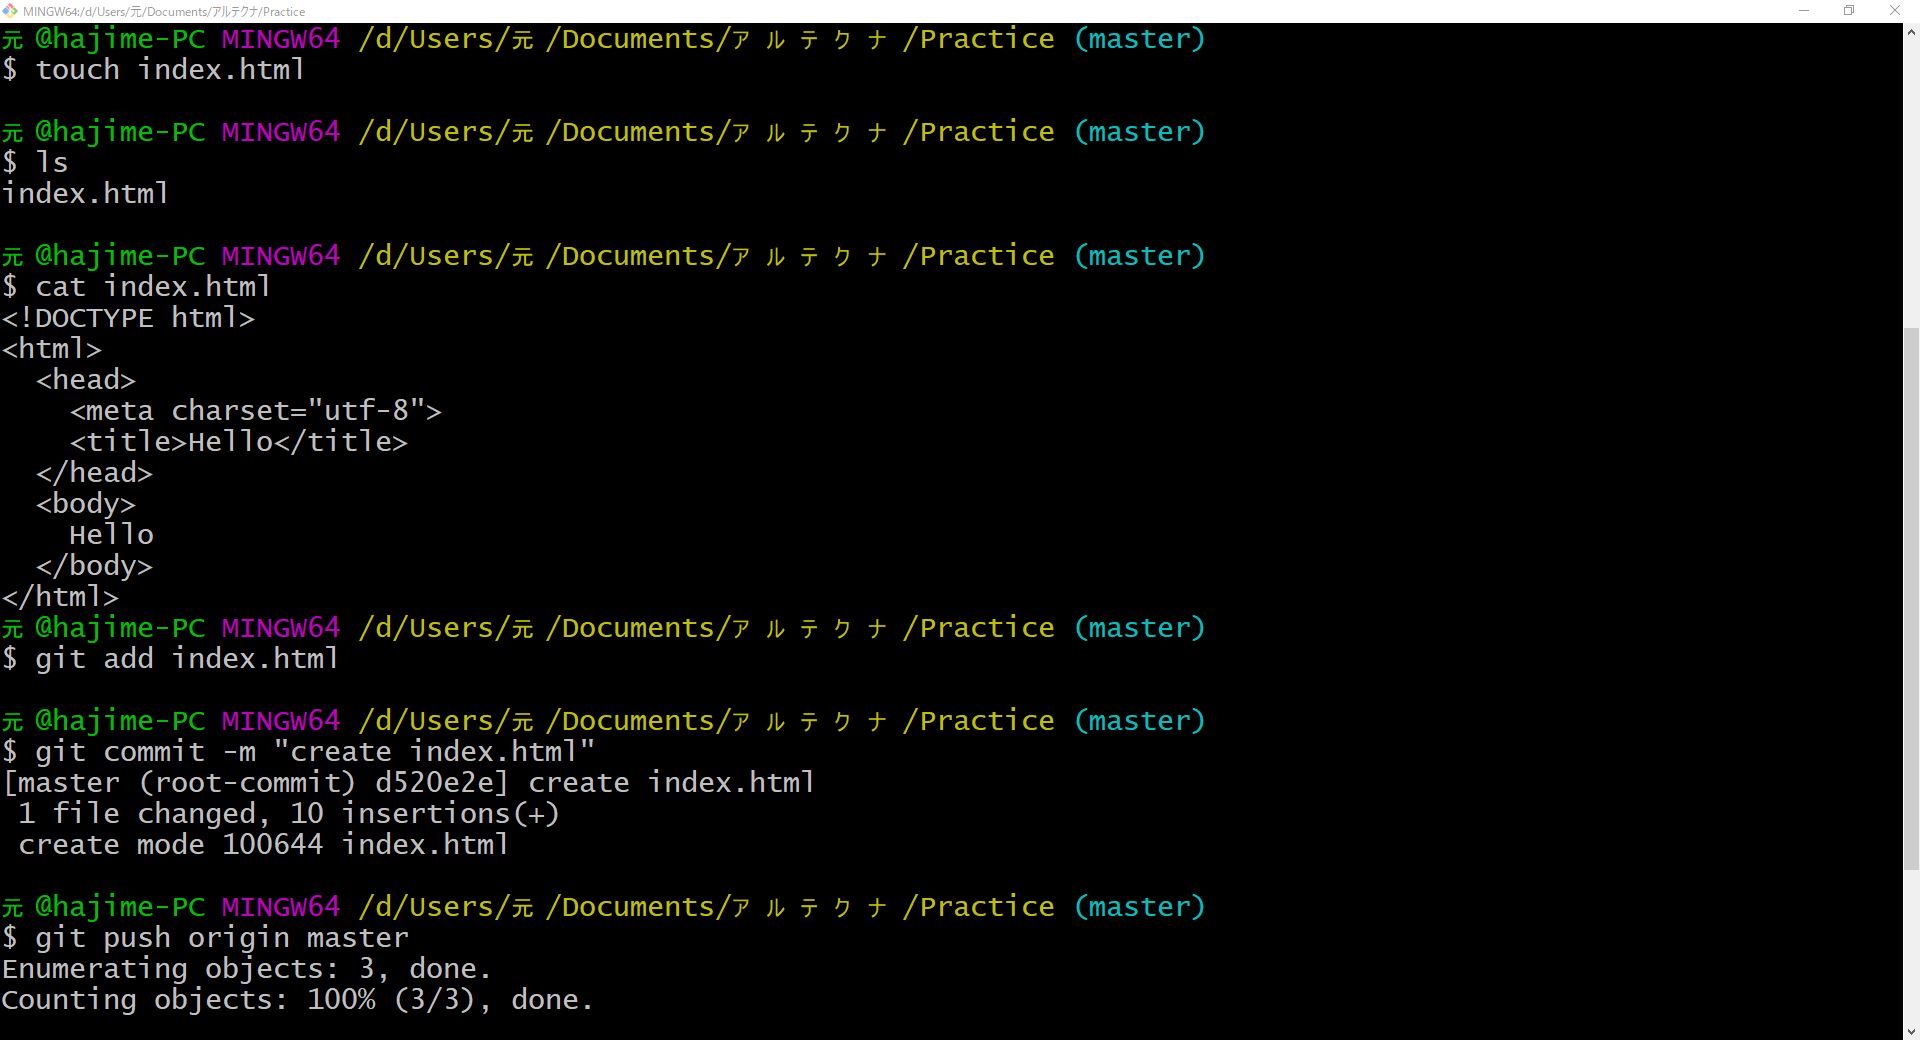 MINGW64:/d/Users/元/Documents/アルテクナ/Practice
元@hajime-PC MINGW64 /d/Users/元/Documents/アルテクナ/Practice (master)
$ touch index.html
元@hajime-PC MINGW64 /d/Users/元/Documents/アルテクナ/Practice (master)
$ ls
index.html
元@hajime-PC MINGW64 /d/Users/元/Documents/アルテクナ/Practice (master)
$ cat index.html
<!DOCTYPE html>
<html>
  <head>
    <meta charset="utf-8">
    <title>Hello</title>
  </head>
  <body>
    Hello
  </body>
</html>
元@hajime-PC MINGW64 /d/Users/元/Documents/アルテクナ/Practice (master)
$ git add index.html
元@hajime-PC MINGW64 /d/Users/元/Documents/アルテクナ/Practice (master)
$ git commit -m "create index.html"
[master (root-commit) d520e2e] create index.html
 1 file changed, 10 insertions(+)
 create mode 100644 index.html
元@hajime-PC MINGW64 /d/Users/元/Documents/アルテクナ/Practice (master)
$ git push origin master
Enumerating objects: 3, done.
Counting objects: 100% (3/3), done.